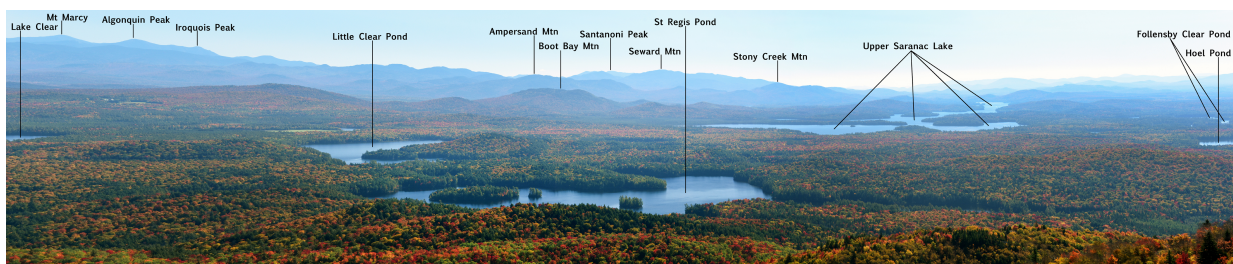 Lake Clear
Mt Marcy
Algonquin Peak
Iroquois Peak
Little Clear Pond
Ampersand Mtn
Boot Bay Mtn
Santanoni Peak
Seward Mtn
St Regis Pond
Stony Creek Mtn
Upper Saranac Lake
Follensby Clear Pond
Hoel Pond